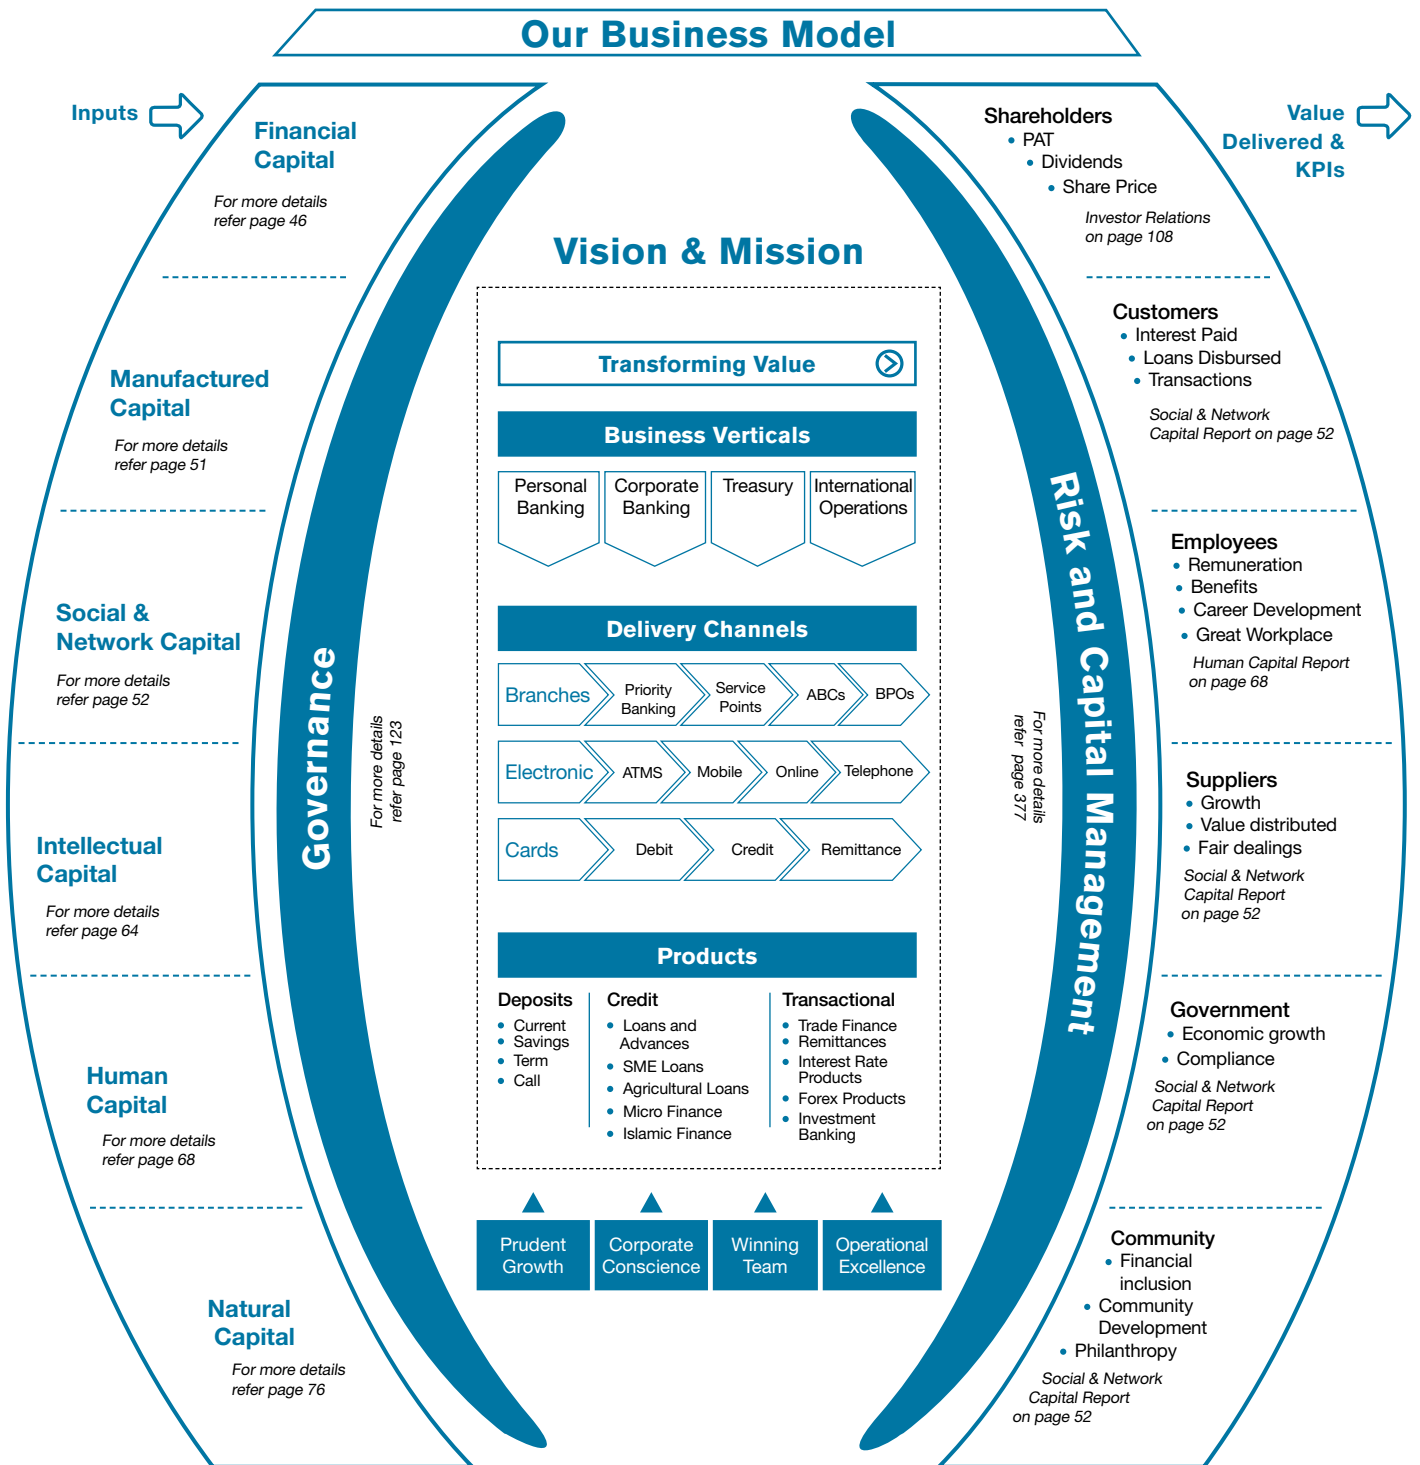 Our Business Model
Inputs
Financial
Capital
For more details
refer page 46
Manufactured
Capital
For more details
refer page 51
Social &
Network Capital
For more details
refer page 52
Intellectual
Capital
For more details
refer page 64
Human
Capital
For more details
refer page 68
Natural
Capital
For more details
refer page 76
Governance
For more details
refer page 123
Vision & Mission
Transforming Value
Business Verticals
Personal
Banking
Corporate
Banking
Treasury
International
Operations
Delivery Channels
Branches
Priority
Banking
Service
Points
ABCs
BPOs
Electronic
ATMS
Mobile
Online
Telephone
Cards
Debit
Credit
Remittance
Products
Deposits
• Current
• Savings
• Term
• Call
Credit
• Loans and
Advances
• SME Loans
• Agricultural Loans
• Micro Finance
• Islamic Finance
Transactional
• Trade Finance
• Remittances
• Interest Rate
Products
• Forex Products
• Investment
Banking
Prudent
Growth
Corporate
Conscience
Winning
Team
Operational
Excellence
Risk and Capital Management
For more details
refer page 377
Value
Delivered &
KPIs
Shareholders
• PAT
• Dividends
• Share Price
Investor Relations
on page 108
Customers
• Interest Paid
• Loans Disbursed
• Transactions
Social & Network
Capital Report on page 52
Employees
• Remuneration
• Benefits
• Career Development
• Great Workplace
Human Capital Report
on page 68
Suppliers
• Growth
• Value distributed
• Fair dealings
Social & Network
Capital Report
on page 52
Government
• Economic growth
• Compliance
Social & Network
Capital Report
on page 52
Community
• Financial
inclusion
• Community
Development
• Philanthropy
Social & Network
Capital Report
on page 52